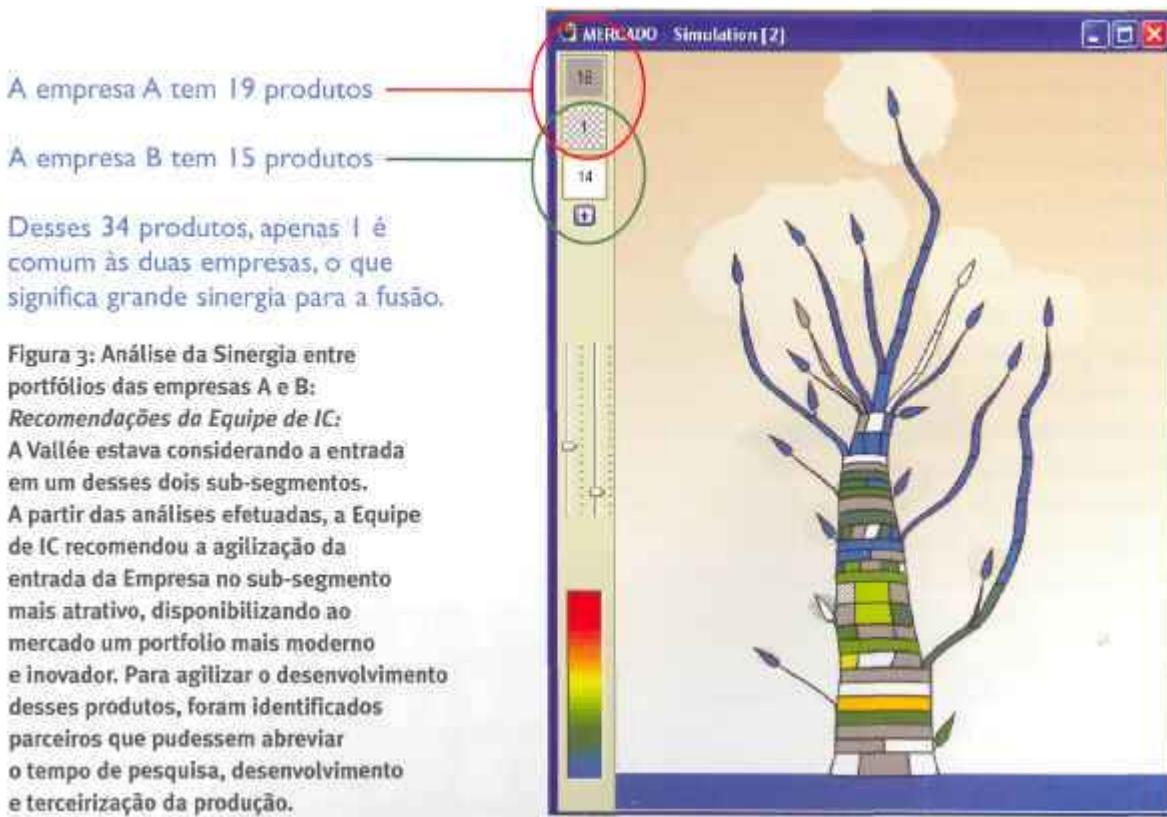 A empresa A tem 19 produtos
A empresa B tem 15 produtos
Desses 34 produtos, apenas 1 é
comum às duas empresas, o que
significa grande sinergia para a fusão.
Figura 3: Análise da Sinergia entre
portfólios das empresas A e B:
Recomendações da Equipe de IC:
A Vallée estava considerando a entrada
em um desses dois sub-segmentos.
A partir das análises efetuadas, a Equipe
de IC recomendou a agilização da
entrada da Empresa no sub-segmento
mais atrativo, disponibilizando ao
mercado um portfolio mais moderno
e inovador. Para agilizar o desenvolvimento
desses produtos, foram identificados
parceiros que pudessem abreviar
o tempo de pesquisa, desenvolvimento
e terceirização da produção.
MERCADO Simulation [2]
18
1
14